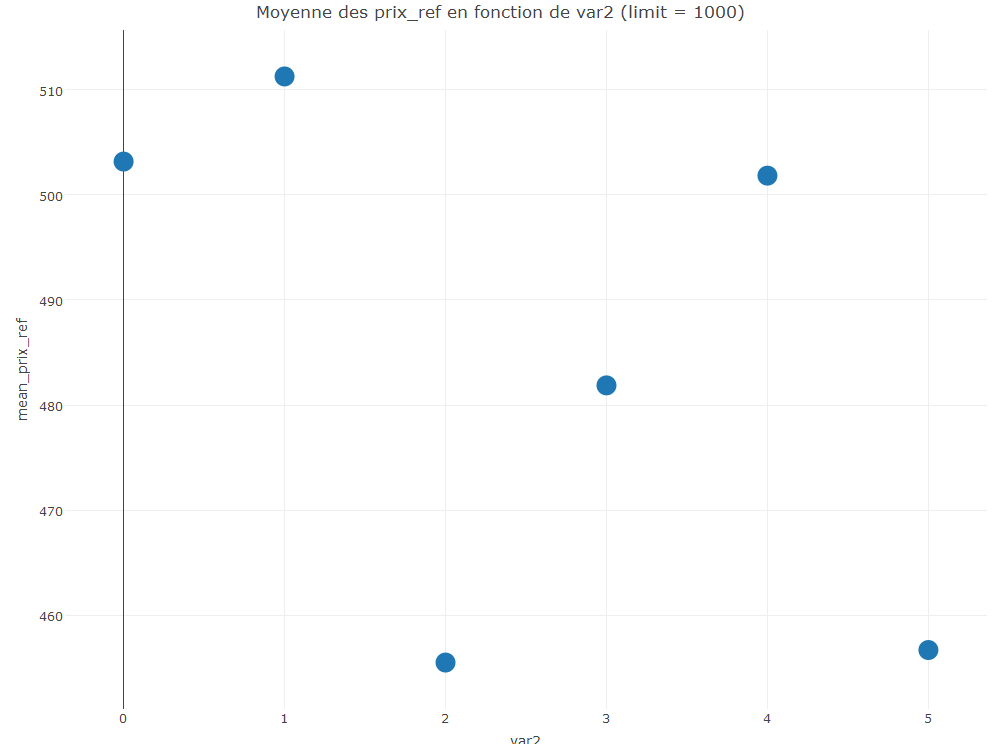 Moyenne des prix_ref en fonction de var2 (limit = 1000)
510
500
490
480
470
460
mean_prix_ref
0 1 2 3 4 5
var2